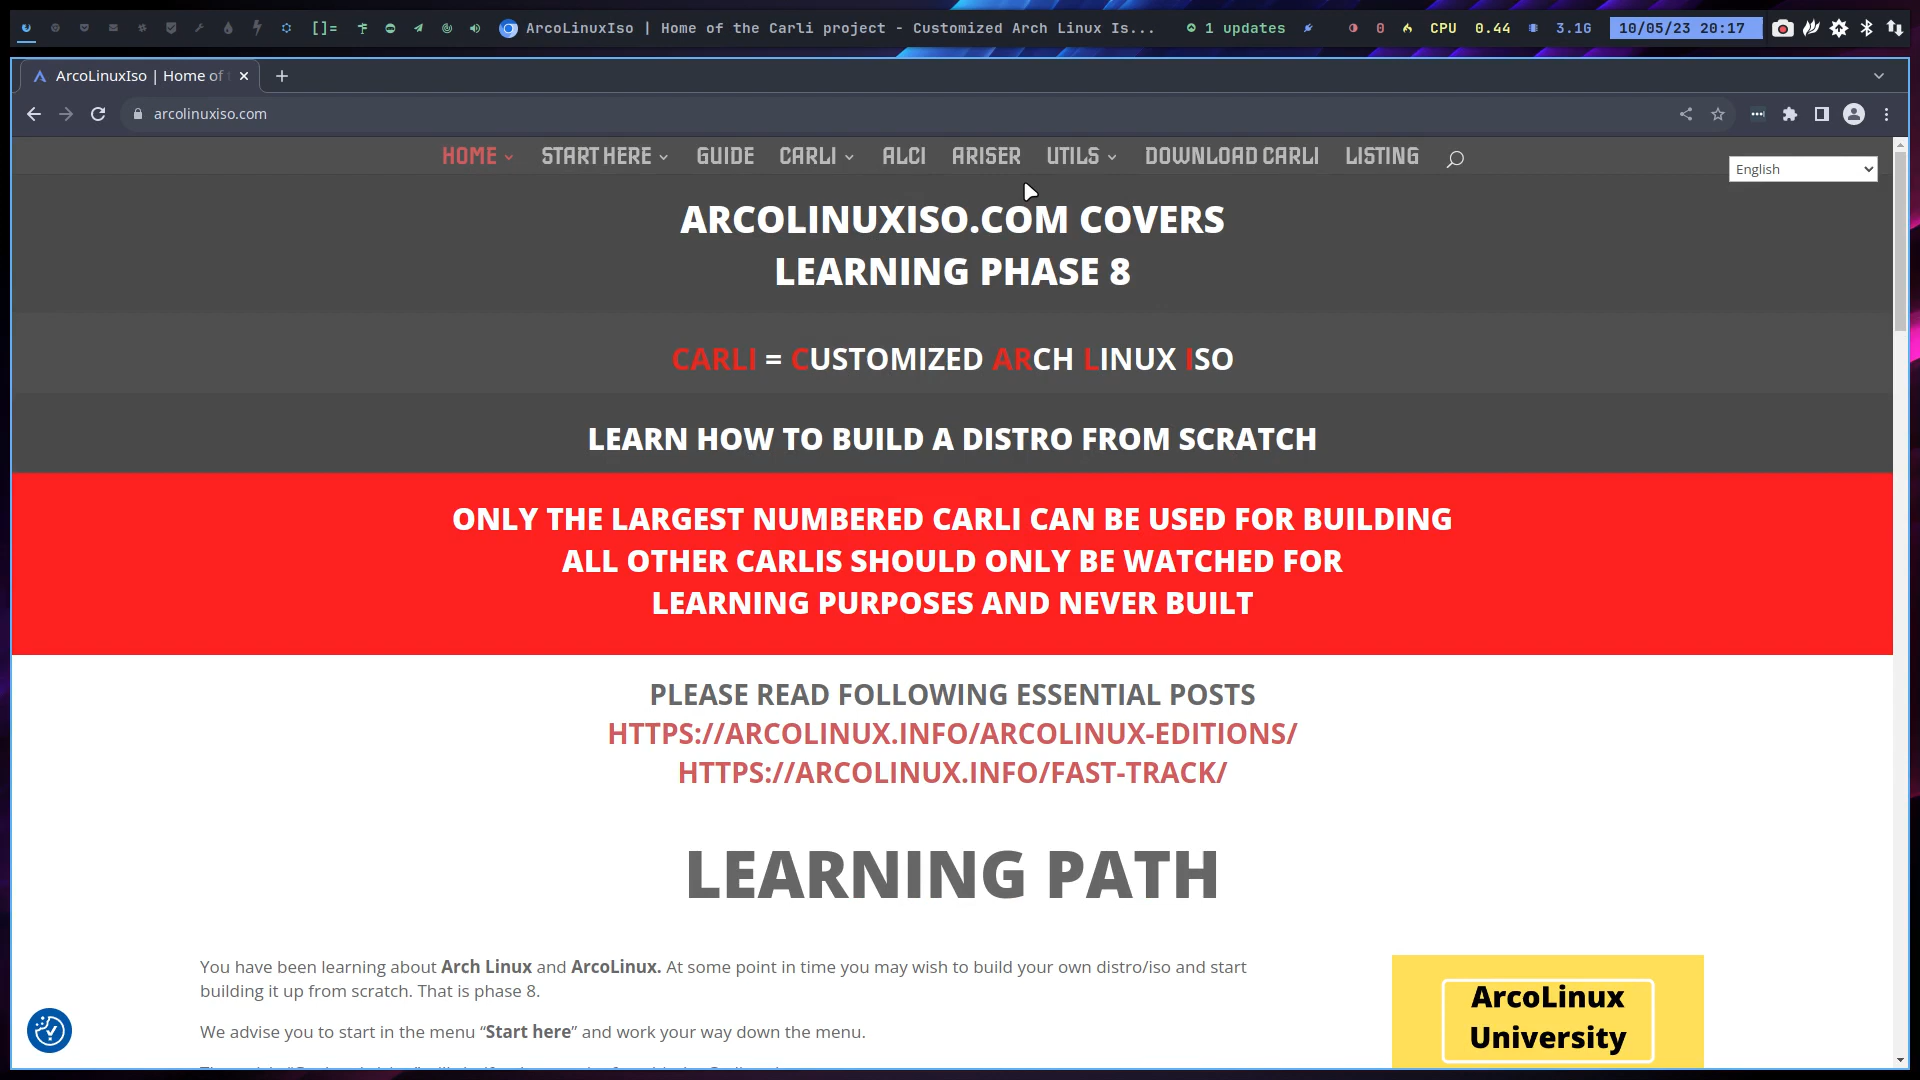 []=
ArcoLinuxIso | Home of the Carli project - Customized Arch Linux Is...
1 updates
0
CPU 0.44
3.1G
10/05/23 20:17
ArcoLinuxIso | Home of
arcolinuxiso.com
HOME START HERE GUIDE CARLI ALCI ARISER UTILS DOWNLOAD CARLI LISTING
English
ARCOLINUXISO.COM COVERS
LEARNING PHASE 8
CARLI = CUSTOMIZED ARCH LINUX ISO
LEARN HOW TO BUILD A DISTRO FROM SCRATCH
ONLY THE LARGEST NUMBERED CARLI CAN BE USED FOR BUILDING
ALL OTHER CARLIS SHOULD ONLY BE WATCHED FOR
LEARNING PURPOSES AND NEVER BUILT
PLEASE READ FOLLOWING ESSENTIAL POSTS
HTTPS://ARCOLINUX.INFO/ARCOLINUX-EDITIONS/
HTTPS://ARCOLINUX.INFO/FAST-TRACK/
LEARNING PATH
You have been learning about Arch Linux and ArcoLinux. At some point in time you may wish to build your own distro/iso and start
building it up from scratch. That is phase 8.
We advise you to start in the menu “Start here” and work your way down the menu.
ArcoLinux
University